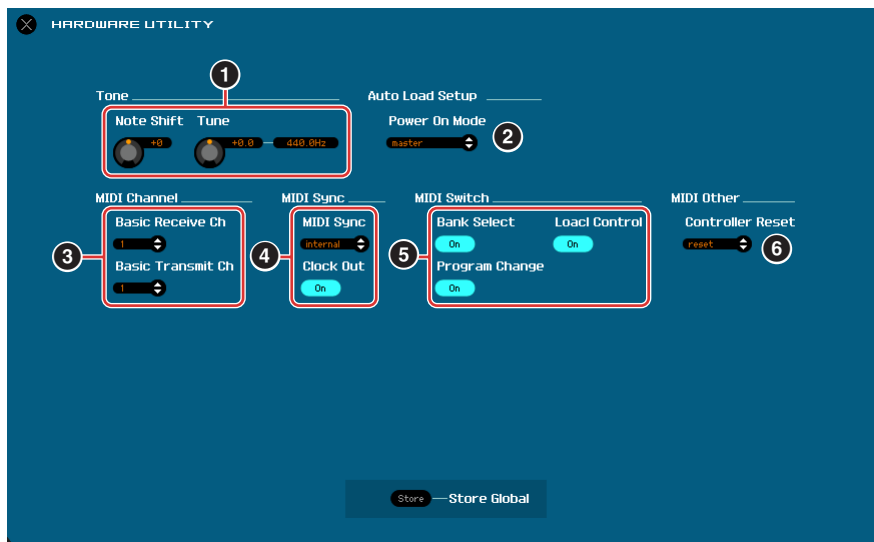 HARDWARE UTILITY
1
Tone
Auto Load Setup
Note Shift Tune
Power On Mode
+0 +0.0 440.0Hz
master
2
MIDI Channel
MIDI Sync
MIDI Switch
MIDI Other
Basic Receive Ch
MIDI Sync
Bank Select
Loacl Control
Controller Reset
1
internal
On
On
reset
3
4
5
6
Basic Transmit Ch
Clock Out
Program Change
1
On
On
Store
Store Global